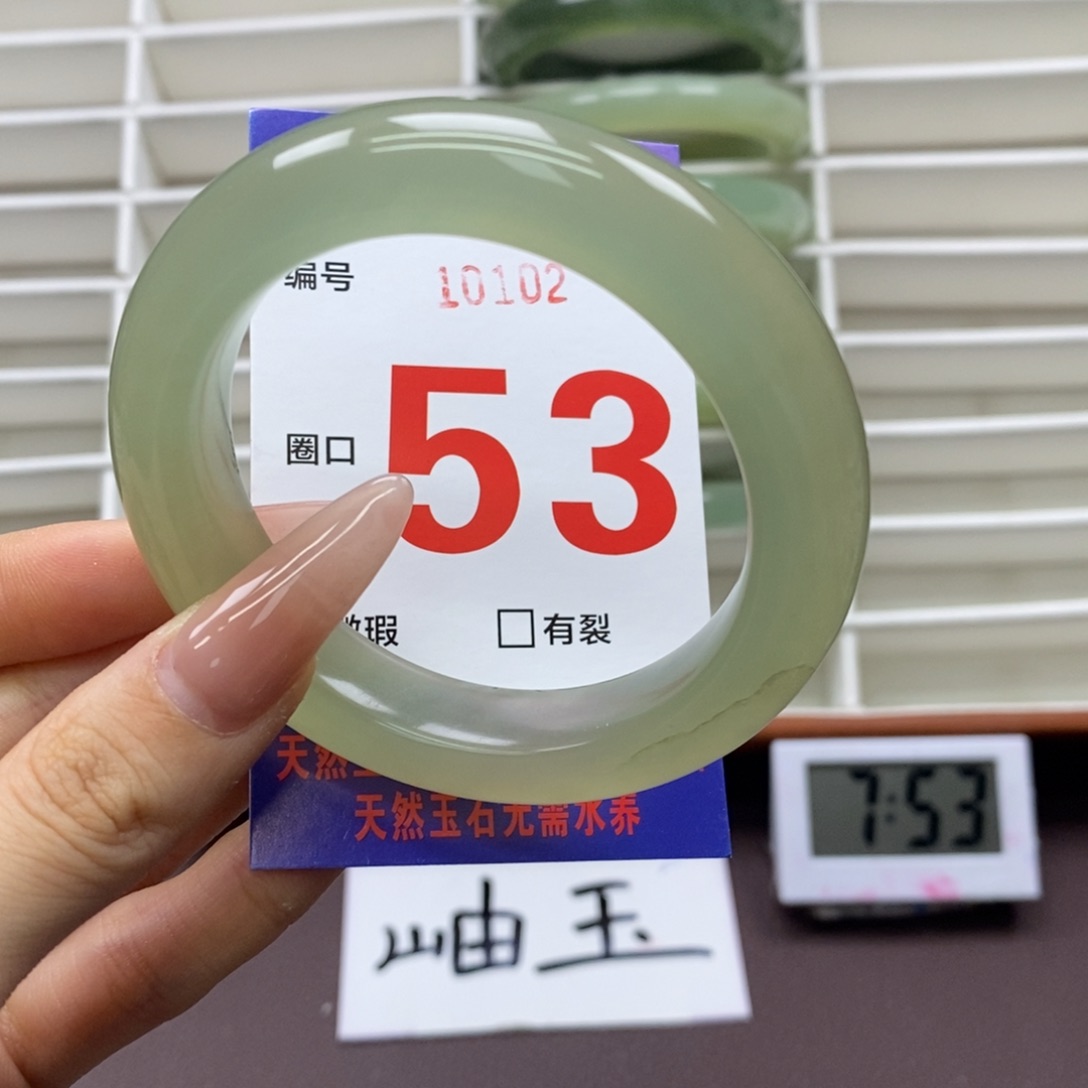 编号 10102
圈口 53
瑕 □有裂
天然
天然玉石无需水养
岫玉
7:53